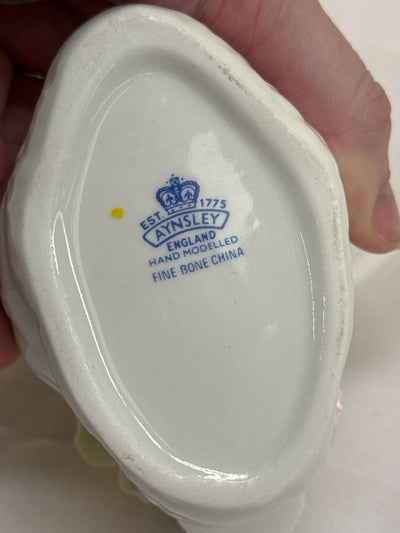 EST. 1775
AYNSLEY
ENGLAND
HAND MODELLED
FINE BONE CHINA